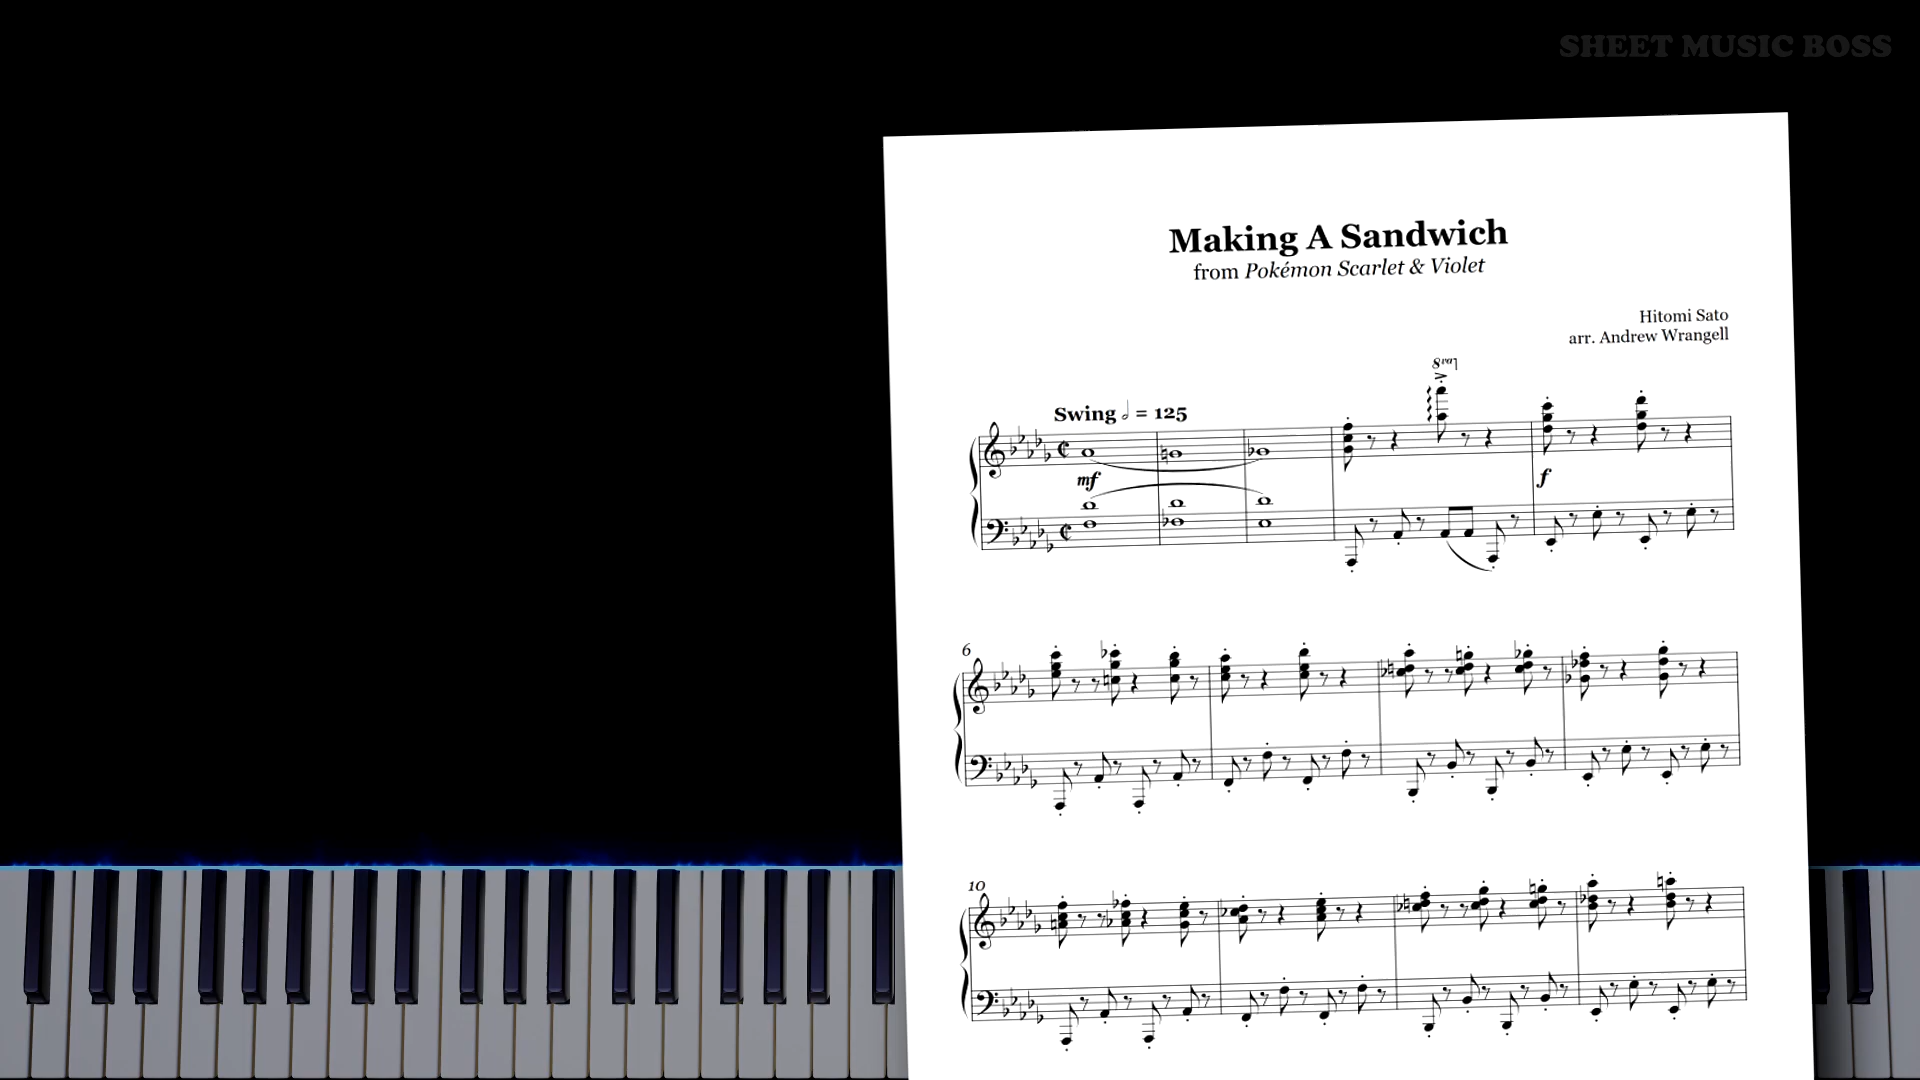 SHEET MUSIC BOSS
Making A Sandwich
from Pokémon Scarlet & Violet
Hitomi Sato
arr. Andrew Wrangell
8va
Swing 𝅗𝅥 = 125
mf
f
6
10